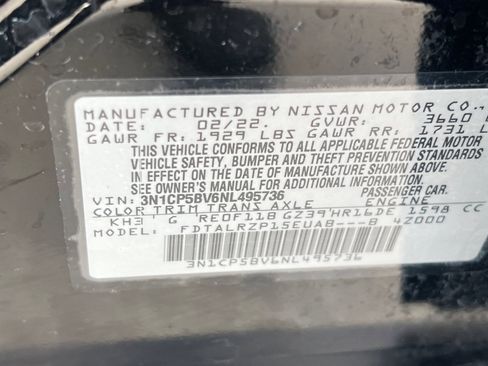 MANUFACTURED BY NISSAN MOTOR CO.,
DATE: 02/22. GVWR: 3660
GAWR FR: 1929 LBS GAWR RR: 1731 L
THIS VEHICLE CONFORMS TO ALL APPLICABLE FEDERAL MOTOR
VEHICLE SAFETY, BUMPER AND THEFT PREVENTION
IN EFFECT ON THE DATE OF MANUFACTURE SHOWN ABOVE.
SEE OWNER'S MANUAL FOR ADDITIONAL INFORMATION
VIN: 3N1CP5BV6NL495736 PASSENGER CAR.
COLOR TRIM TRANS AXLE ENGINE
KH3 G RE0F11B GZ39 HR16DE 1598 CC
MODEL: FDTALRZP15EUAB---B 4Z000
3N1CP5BV6NL495736